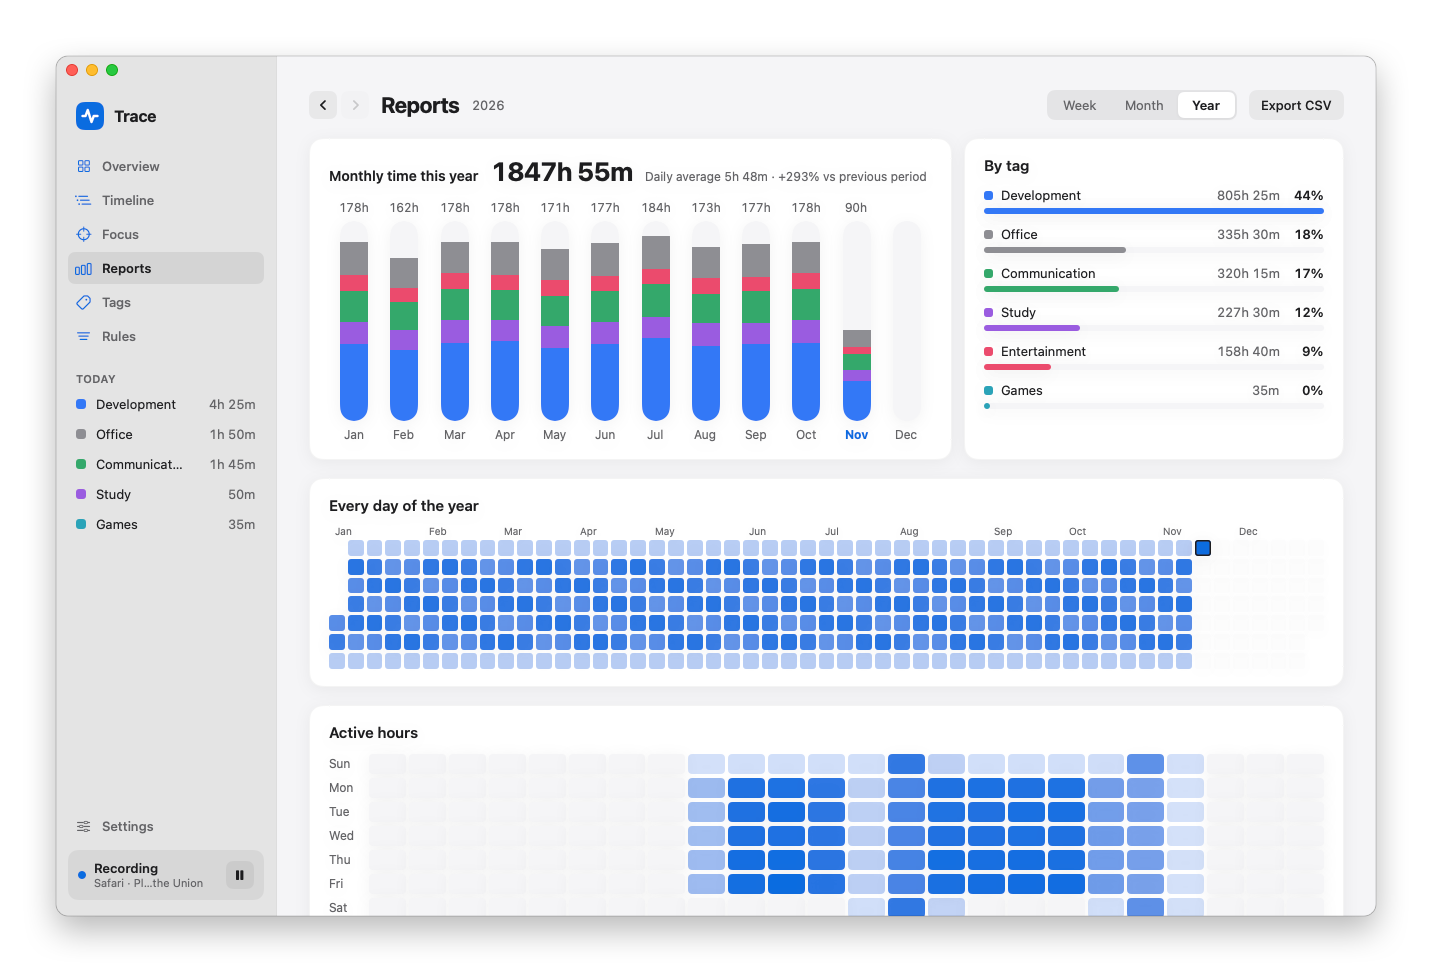 Trace
Overview
Timeline
Focus
Reports
Tags
Rules
TODAY
Development 4h 25m
Office 1h 50m
Communicat... 1h 45m
Study 50m
Games 35m
Settings
Recording
Safari · Pl...the Union
Reports 2026
Week Month Year Export CSV
Monthly time this year 1847h 55m Daily average 5h 48m · +293% vs previous period
178h 162h 178h 178h 171h 177h 184h 173h 177h 178h 90h
Jan Feb Mar Apr May Jun Jul Aug Sep Oct Nov Dec
By tag
Development 805h 25m 44%
Office 335h 30m 18%
Communication 320h 15m 17%
Study 227h 30m 12%
Entertainment 158h 40m 9%
Games 35m 0%
Every day of the year
Jan Feb Mar Apr May Jun Jul Aug Sep Oct Nov Dec
Active hours
Sun
Mon
Tue
Wed
Thu
Fri
Sat